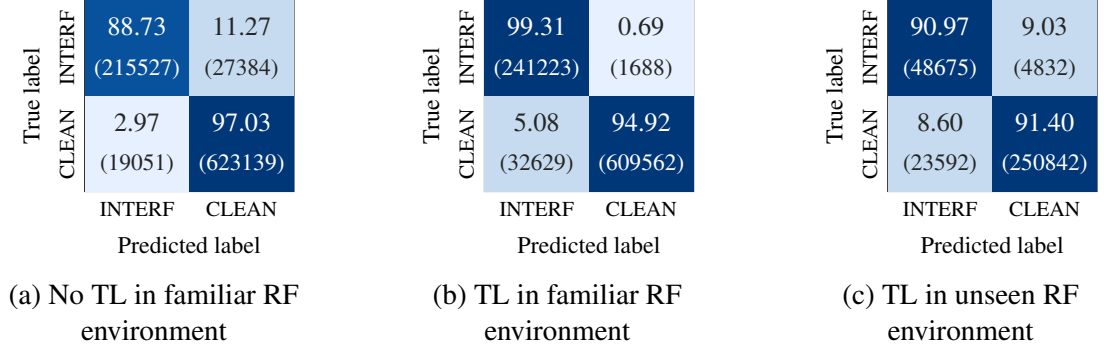 True label
INTERF
88.73 11.27
(215527) (27384)
CLEAN
2.97 97.03
(19051) (623139)
INTERF CLEAN
Predicted label
(a) No TL in familiar RF
environment
True label
INTERF
99.31 0.69
(241223) (1688)
CLEAN
5.08 94.92
(32629) (609562)
INTERF CLEAN
Predicted label
(b) TL in familiar RF
environment
True label
INTERF
90.97 9.03
(48675) (4832)
CLEAN
8.60 91.40
(23592) (250842)
INTERF CLEAN
Predicted label
(c) TL in unseen RF
environment